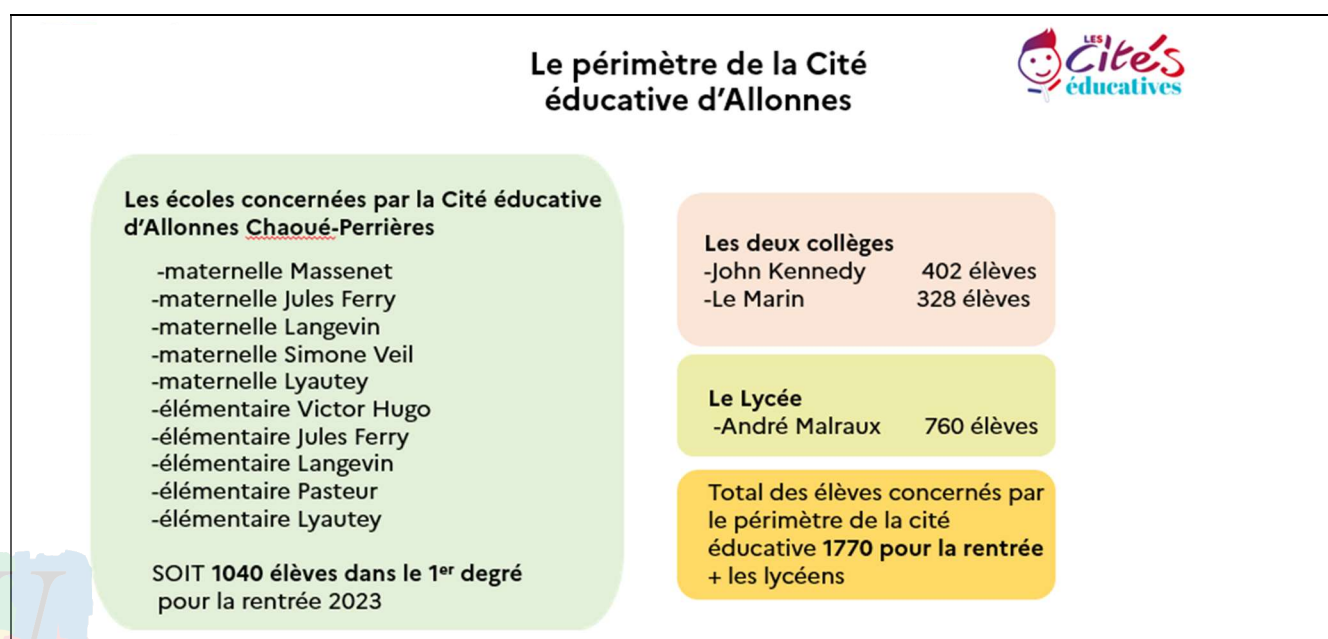 Le périmètre de la Cité
éducative d'Allonnes
LES
Cités
éducatives
Les écoles concernées par la Cité éducative
d'Allonnes Chaoué-Perrières
-maternelle Massenet
-maternelle Jules Ferry
-maternelle Langevin
-maternelle Simone Veil
-maternelle Lyautey
-élémentaire Victor Hugo
-élémentaire Jules Ferry
-élémentaire Langevin
-élémentaire Pasteur
-élémentaire Lyautey
SOIT 1040 élèves dans le 1er degré
pour la rentrée 2023
Les deux collèges
-John Kennedy 402 élèves
-Le Marin 328 élèves
Le Lycée
-André Malraux 760 élèves
Total des élèves concernés par
le périmètre de la cité
éducative 1770 pour la rentrée
+ les lycéens